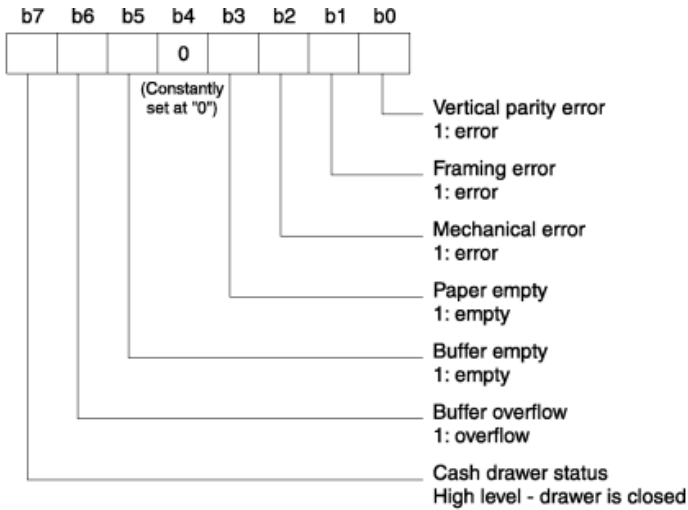 b7 b6 b5 b4 b3 b2 b1 b0
0
(Constantly
set at "0")
Vertical parity error
1: error
Framing error
1: error
Mechanical error
1: error
Paper empty
1: empty
Buffer empty
1: empty
Buffer overflow
1: overflow
Cash drawer status
High level - drawer is closed